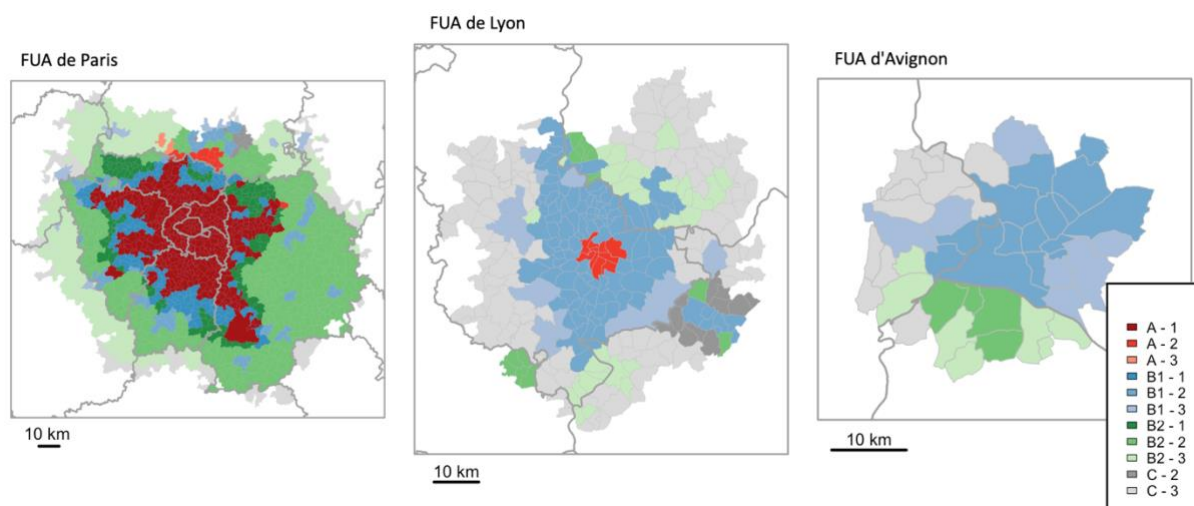 FUA de Lyon
FUA de Paris
FUA d'Avignon
A - 1
A - 2
A - 3
B1 - 1
B1 - 2
B1 - 3
B2 - 1
B2 - 2
B2 - 3
C - 2
C - 3
10 km
10 km
10 km